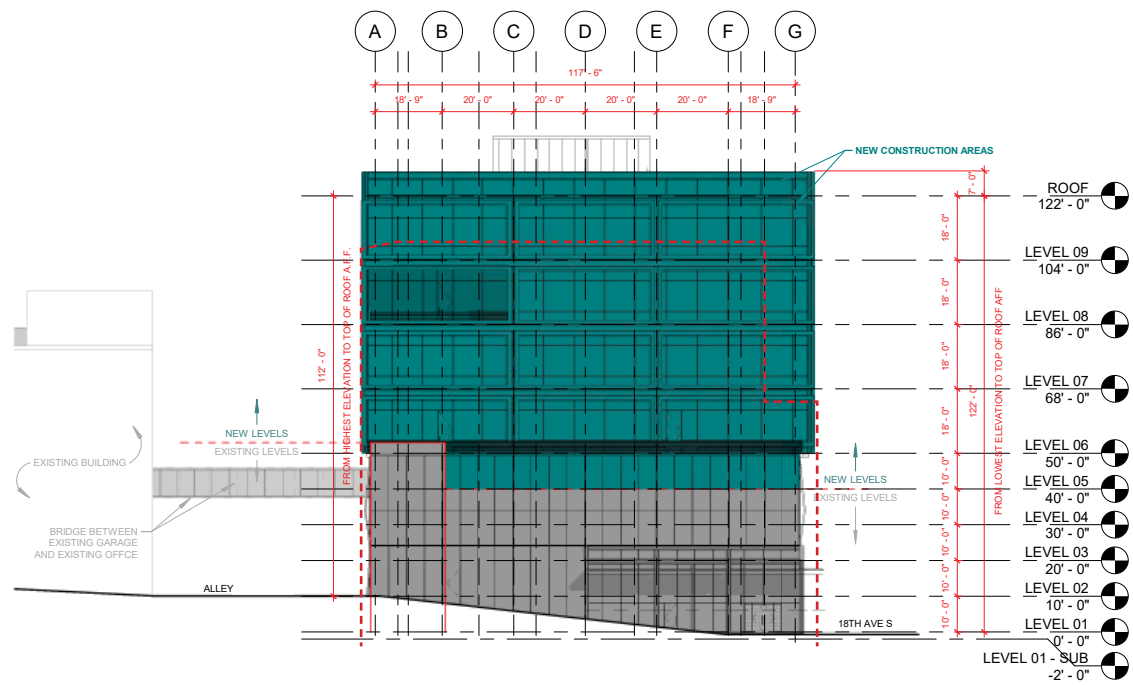 A B C D E F G
117' - 6"
18' - 9" 20' - 0" 20' - 0" 20' - 0" 20' - 0" 18' - 9"
NEW CONSTRUCTION AREAS
7' - 0"
ROOF
122' - 0"
18' - 0"
LEVEL 09
104' - 0"
18' - 0"
LEVEL 08
86' - 0"
18' - 0"
LEVEL 07
68' - 0"
18' - 0"
LEVEL 06
50' - 0"
10' - 0"
LEVEL 05
40' - 0"
10' - 0"
LEVEL 04
30' - 0"
10' - 0"
LEVEL 03
20' - 0"
10' - 0"
LEVEL 02
10' - 0"
10' - 0"
LEVEL 01
0' - 0"
LEVEL 01 - SUB
-2' - 0"
122' - 0"
FROM LOWEST ELEVATION TO TOP OF ROOF AFF
112' - 0"
FROM HIGHEST ELEVATION TO TOP OF ROOF A.F.F.
NEW LEVELS
EXISTING LEVELS
EXISTING BUILDING
BRIDGE BETWEEN
EXISTING GARAGE
AND EXISTING OFFCE
ALLEY
NEW LEVELS
EXISTING LEVELS
18TH AVE S